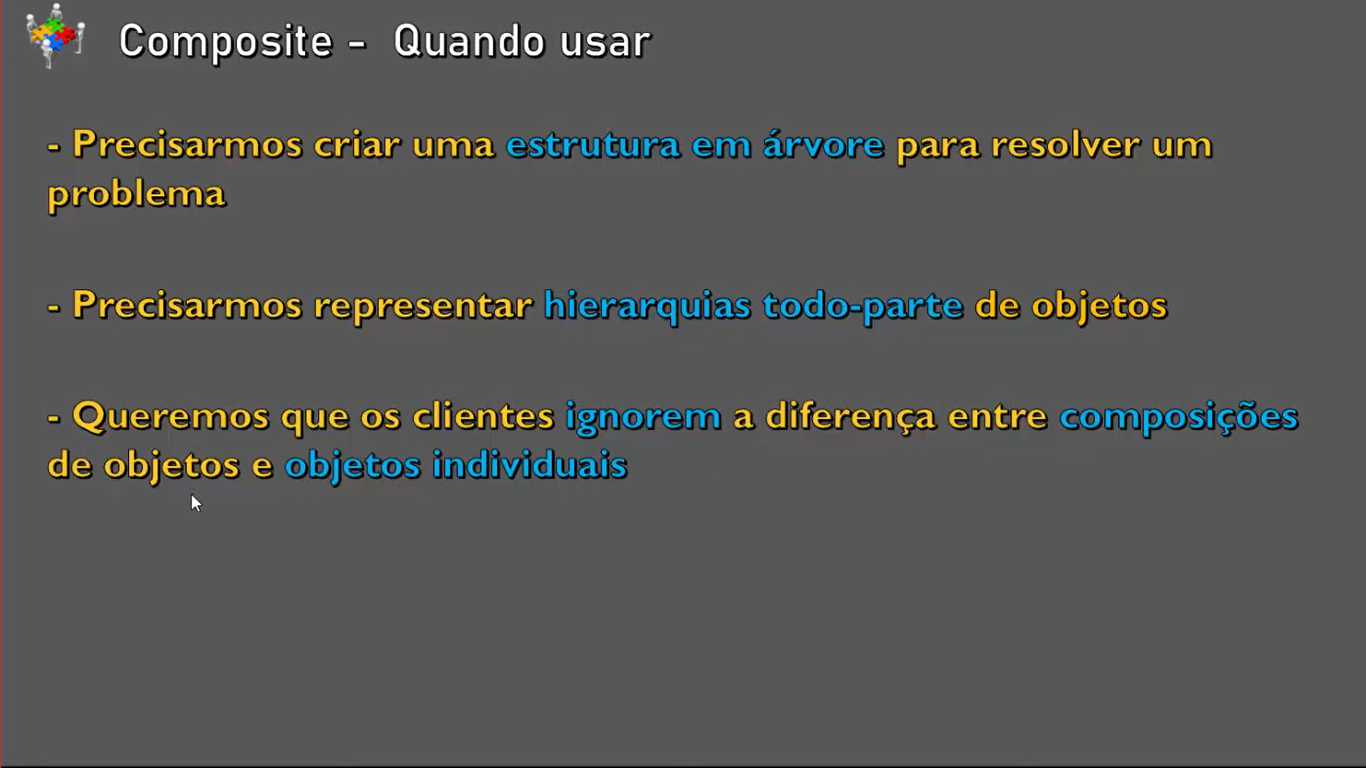 Composite - Quando usar
- Precisarmos criar uma estrutura em árvore para resolver um
problema
- Precisarmos representar hierarquias todo-parte de objetos
- Queremos que os clientes ignorem a diferença entre composições
de objetos e objetos individuais